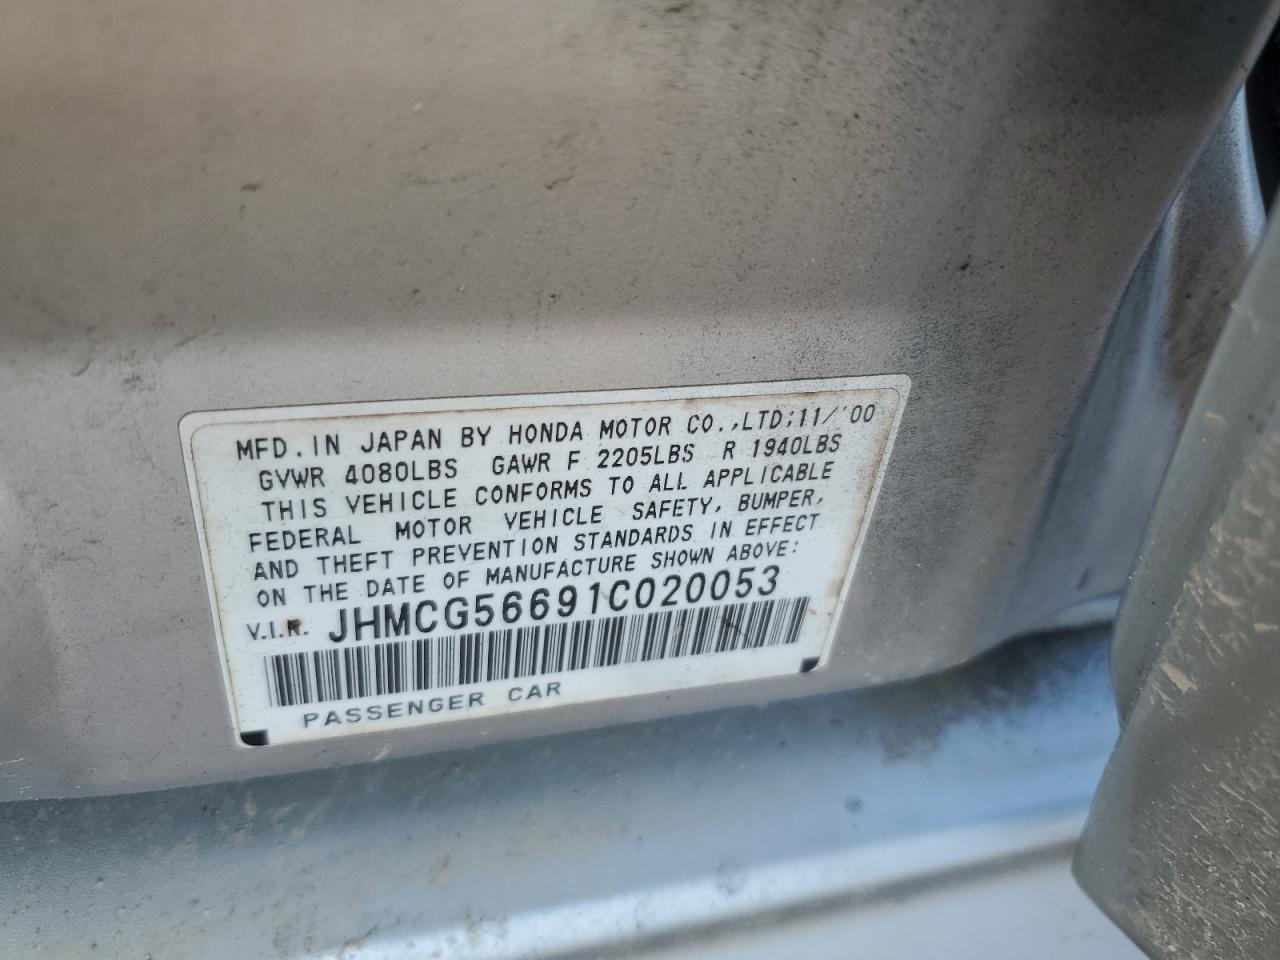 MFD. IN JAPAN BY HONDA MOTOR CO., LTD; 11/'00
GVWR 4080LBS GAWR F 2205LBS R 1940LBS
THIS VEHICLE CONFORMS TO ALL APPLICABLE
FEDERAL MOTOR VEHICLE SAFETY, BUMPER,
AND THEFT PREVENTION STANDARDS IN EFFECT
ON THE DATE OF MANUFACTURE SHOWN ABOVE:
V.I.N. JHMCG56691C020053
PASSENGER CAR